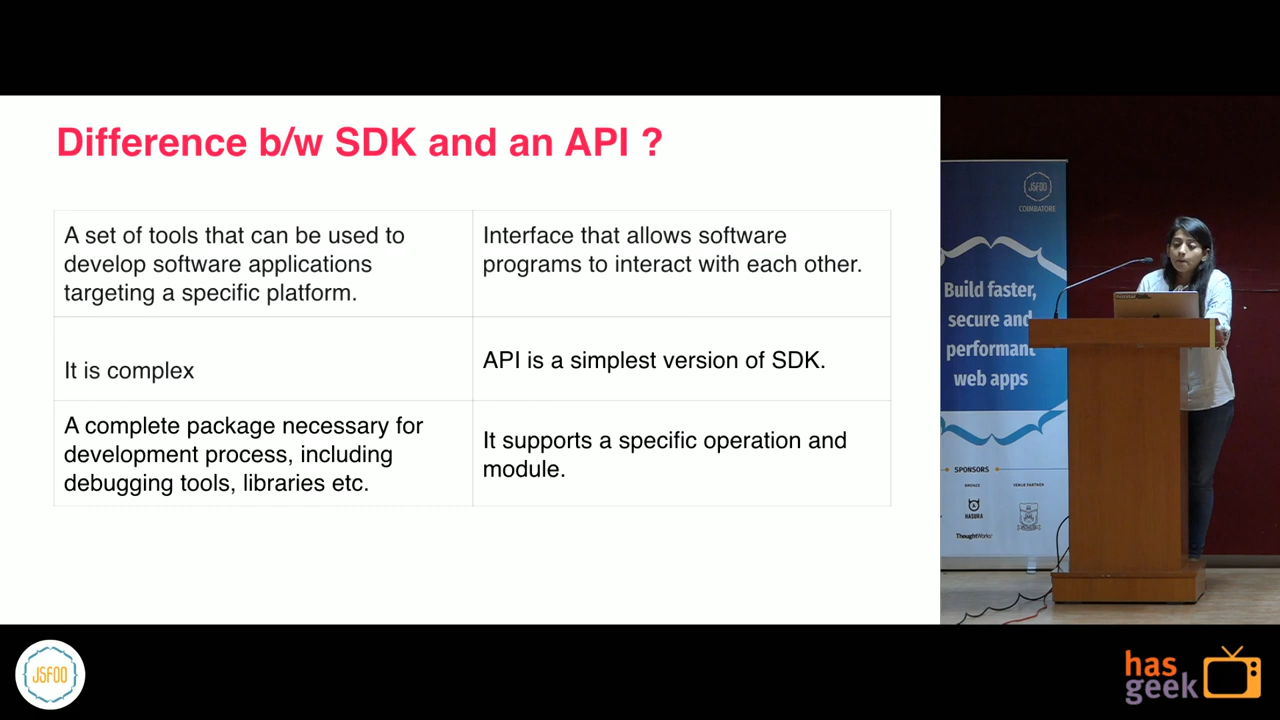 Difference b/w SDK and an API ?
A set of tools that can be used to
develop software applications
targeting a specific platform.
Interface that allows software
programs to interact with each other.
It is complex
API is a simplest version of SDK.
A complete package necessary for
development process, including
debugging tools, libraries etc.
It supports a specific operation and
module.
JSFOO
COIMBATORE
Build faster,
secure and
performant
web apps
SPONSORS
BRONZE
VENUE PARTNER
HASURA
ThoughtWorks
JSFOO
has
geek